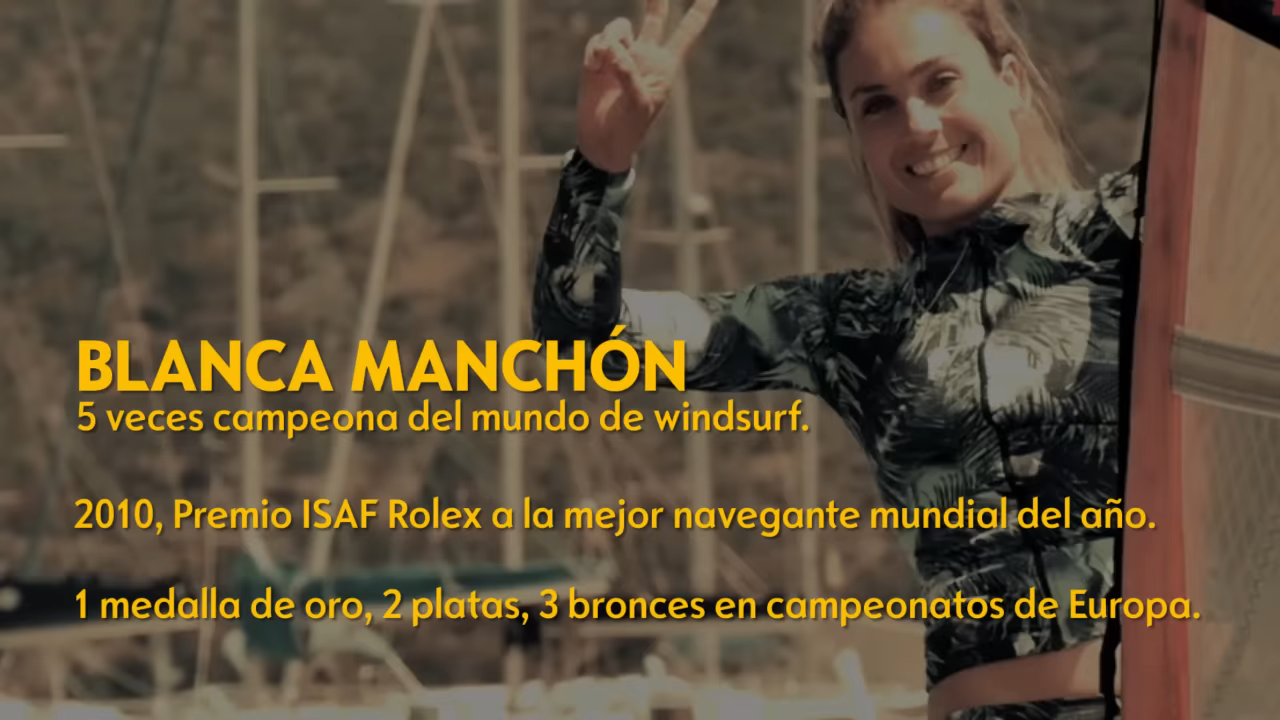 BLANCA MANCHÓN
5 veces campeona del mundo de windsurf.
2010, Premio ISAF Rolex a la mejor navegante mundial del año.
1 medalla de oro, 2 platas, 3 bronces en campeonatos de Europa.